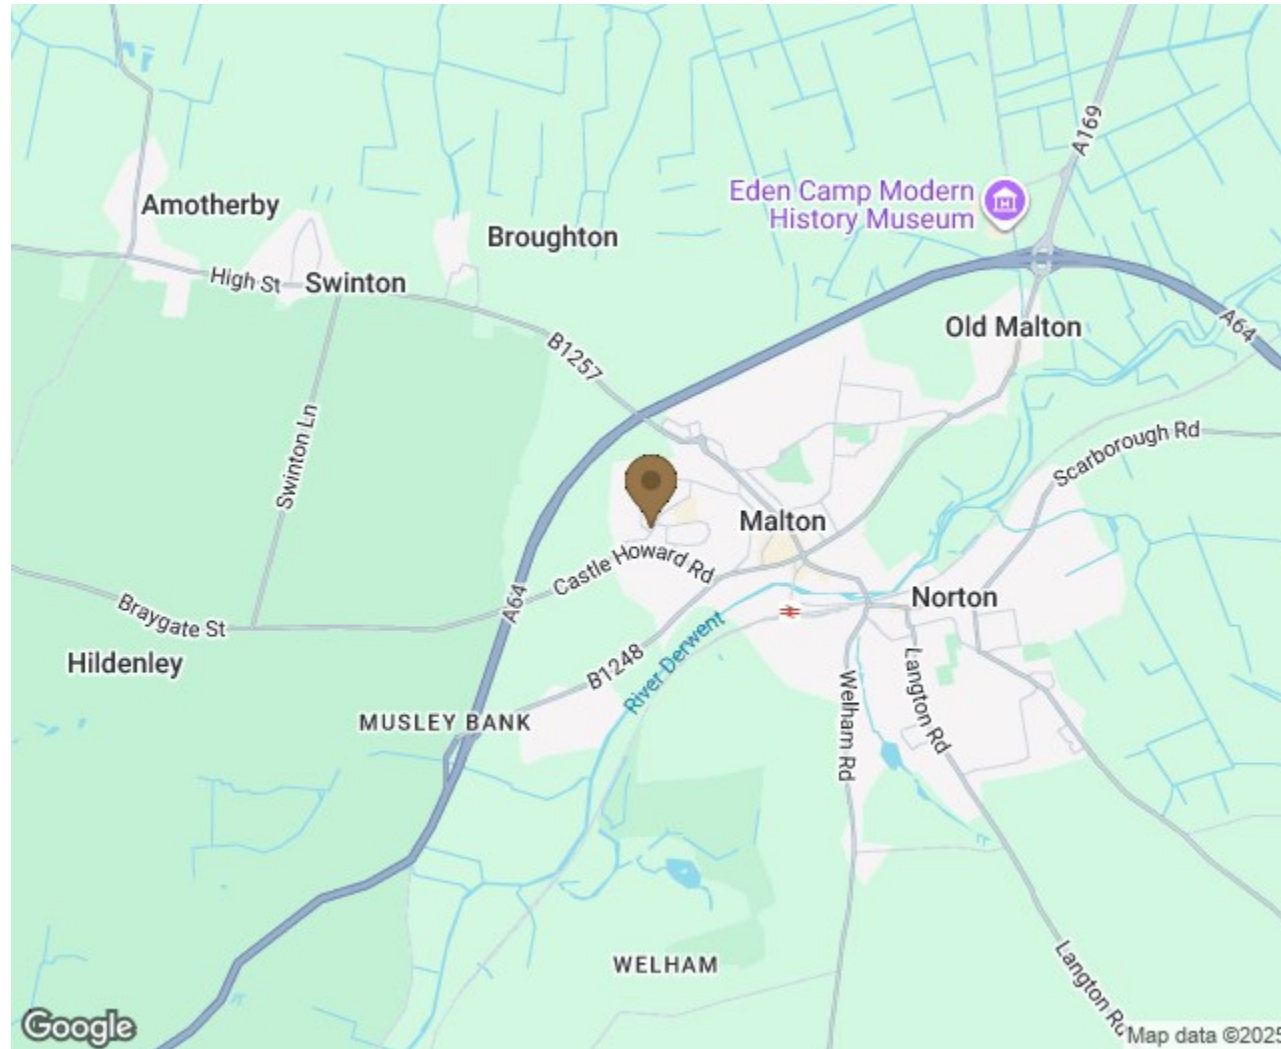 A169
Eden Camp Modern
History Museum
Amotherby
Broughton
High St
Swinton
Old Malton
A64
B1257
Swinton Ln
Scarborough Rd
Malton
Castle Howard Rd
A64
Braygate St
Norton
Hildenley
River Derwent
B1248
Langton Rd
Welham Rd
MUSLEY BANK
WELHAM
Langton Rd
Google
Map data ©2025